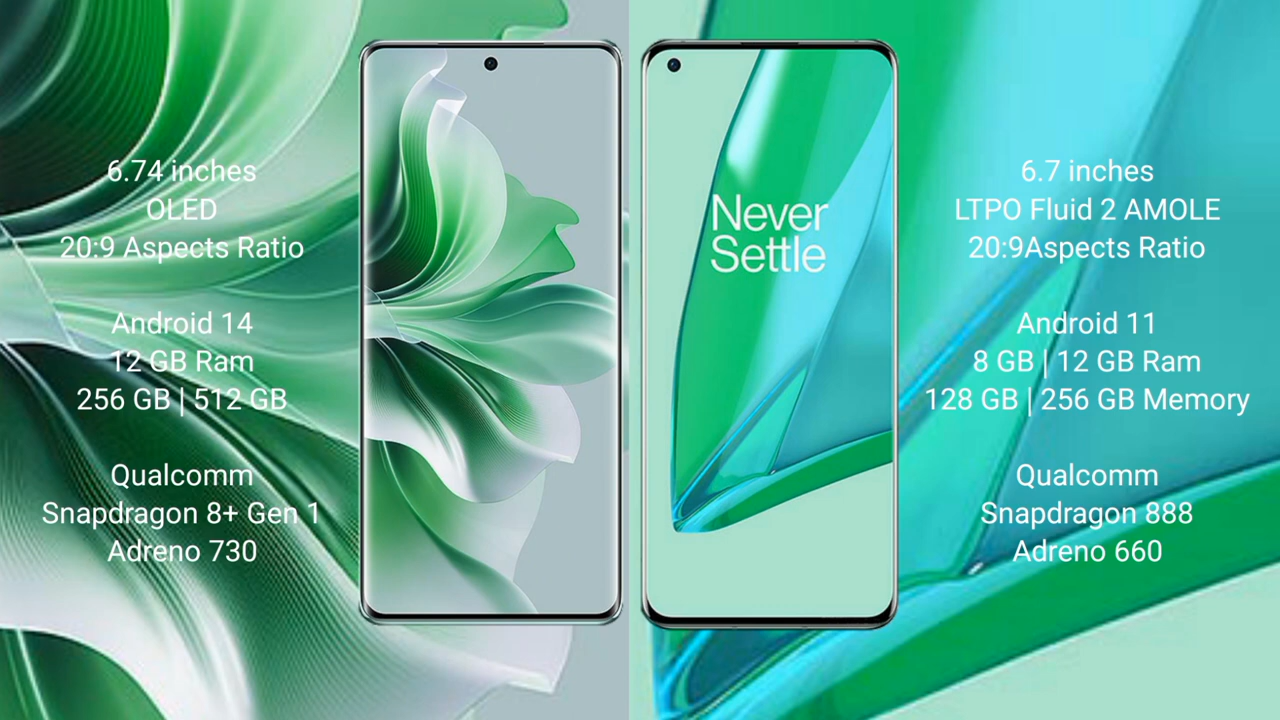 6.74 inches
OLED
20:9 Aspects Ratio
Android 14
12 GB Ram
256 GB | 512 GB
Qualcomm
Snapdragon 8+ Gen 1
Adreno 730
Never
Settle
6.7 inches
LTPO Fluid 2 AMOLE
20:9Aspects Ratio
Android 11
8 GB | 12 GB Ram
128 GB | 256 GB Memory
Qualcomm
Snapdragon 888
Adreno 660